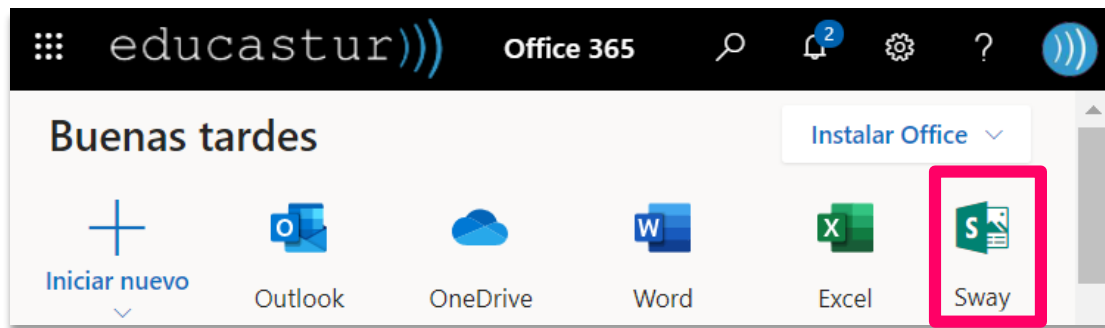 educastur))) Office 365 2 ?
Buenas tardes
Instalar Office
Iniciar nuevo
Outlook
OneDrive
Word
Excel
Sway